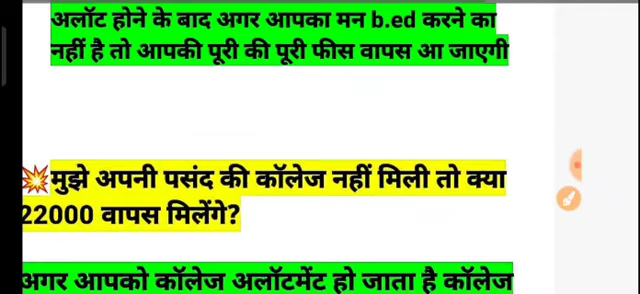 अलॉट होने के बाद अगर आपका मन b.ed करने का
नहीं है तो आपकी पूरी की पूरी फीस वापस आ जाएगी
💥मुझे अपनी पसंद की कॉलेज नहीं मिली तो क्या
22000 वापस मिलेंगे?
अगर आपको कॉलेज अलॉटमेंट हो जाता है कॉलेज